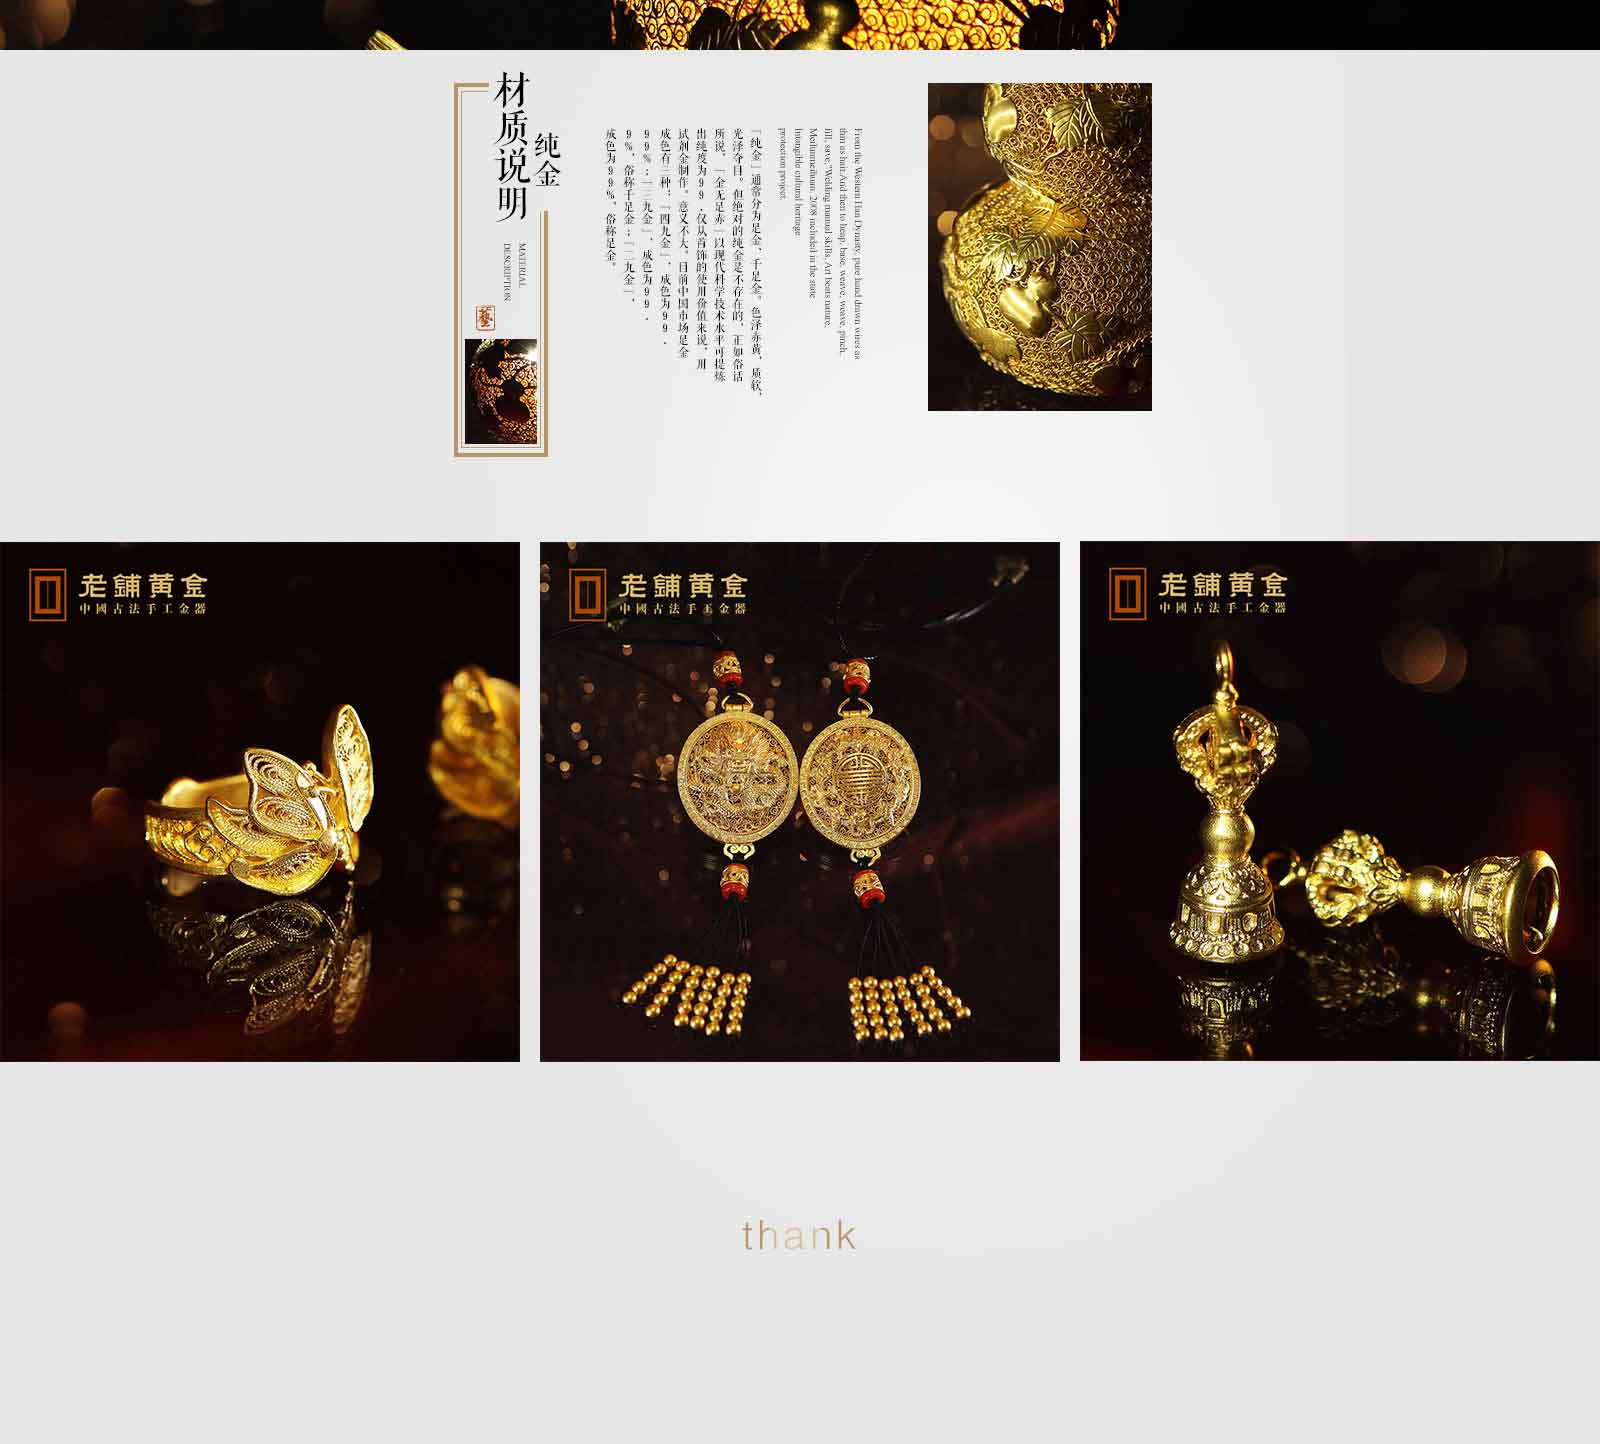 材质说明
纯金
MATERIAL
DESCRIPTION
藝
From the Western Han Dynasty, pure hand drawn wires as
thin as hair.And then to heap, base, weave, weave, pinch,
fill, save,"Welding manual skills, Art beats nature.
Meilunmeihuan. 2008 included in the state
Intangible cultural heritage
protection project.
「纯金」通常分为足金、千足金。色泽赤黄，质软，
光泽夺目。但绝对的纯金是不存在的，正如俗话
所说，「金无足赤」以现代科学技术水平可提炼
出纯度为99．仅从首饰的使用价值来说，用
试剂金制作。意义不大。目前中国市场足金
成色有三种；「四九金」，成色为99．
99%；「三九金」，成色为99．
9%，俗称千足金；「二九金」，
成色为99%，俗称足金。
老鋪黄金
中國古法手工金器
老鋪黄金
中國古法手工金器
老鋪黄金
中國古法手工金器
thank